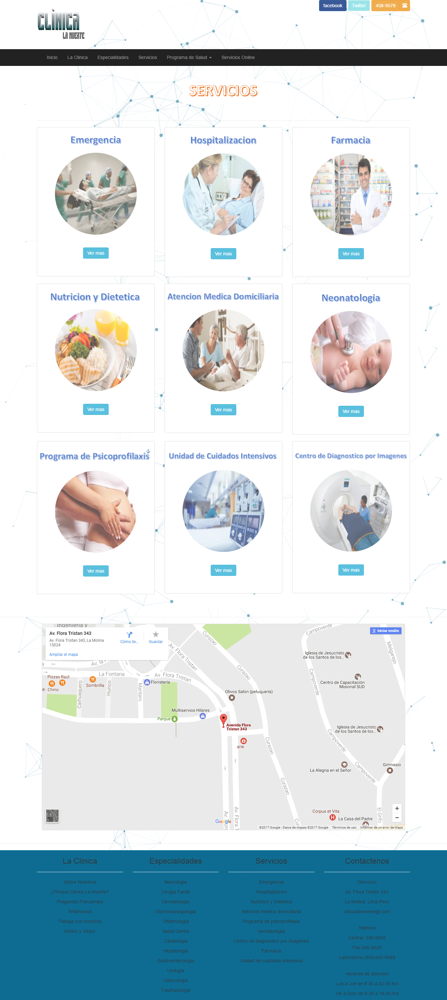 facebook
Twitter
458-9578
CLÍNICA
LA MUERTE
Inicio
La Clinica
Especialidades
Servicios
Programa de Salud
Servicios Online
SERVICIOS
Emergencia
Hospitalizacion
Farmacia
Ver mas
Ver mas
Ver mas
Nutricion y Dietetica
Atencion Medica Domiciliaria
Neonatologia
Ver mas
Ver mas
Ver mas
Programa de Psicoprofilaxis
Unidad de Cuidados Intensivos
Centro de Diagnostico por Imagenes
Ver mas
Ver mas
Ver mas
Ingeniería y
Av. Flora Tristan 343
Av. Flora Tristan 343, La Molina
15024
Ampliar el mapa
Cómo lle...
Guardar
Iniciar sesión
Curazao
Campoverde
Melgarejo
Av. Flora Tristan
Iglesia de Jesucristo
de los Santos de los...
Av. la F
La Fontana
Av. Flora Tristan
Curazao
Pizzas Raúl
Mr. Chino
Sombrilla
Floristería
Carhuaquero
Huinco
Mantaro
Campoverde
Centro de Capacitación
Misional SUD
Olivos Salon (peluquería)
Multiservios Hilares
Parque
Avenida Flora
Tristan 343
Iglesia de Jesucristo
de los Santos de los...
arie
Curazao
Campoverde
La Alegria en el Señor
Gimnasio
Campoverde
Curazao
Corpus et Vita
La Casa del Padre
El Grifo
Av. Flora
Av. Flora T
Cur
Google
©2017 Google - Datos de mapas ©2017 Google
Términos de uso
Informar de un error de Maps
La Clinica
Sobre Nosotros
¿Porque Clinica La Muerte?
Preguntas Frecuentes
Testimonios
Trabaja con nosotros
Mision y Vision
Especialidades
Neurologia
Cirugia Facial
Dermatologia
Otorrinolaringologia
Oftalmologia
Salud Dental
Cardiologia
Hepatologia
Gastroenterologia
Urologia
Ginecologia
Traumatologia
Servicios
Emergencia
Hospitalizacion
Nutricion y Dietetica
Atencion medica domiciliaria
Programa de psicoprofilaxis
neonatologia
Centro de diagnostico por imagenes
Farmacia
Unidad de cuidados intensivos
Contactenos
Direccion
Av. Flora Tristan 343
La Molina, Lima-Peru
clinicalamuerte@.com
Telefono
Central: 545-6605
Fax:446-5620
Laboratorio:(502)405-6589
Horarios de atencion
Lun a Jue de 8:30 a 22:00 hrs
Vie a Dom de 8:30 a 18:00 hrs